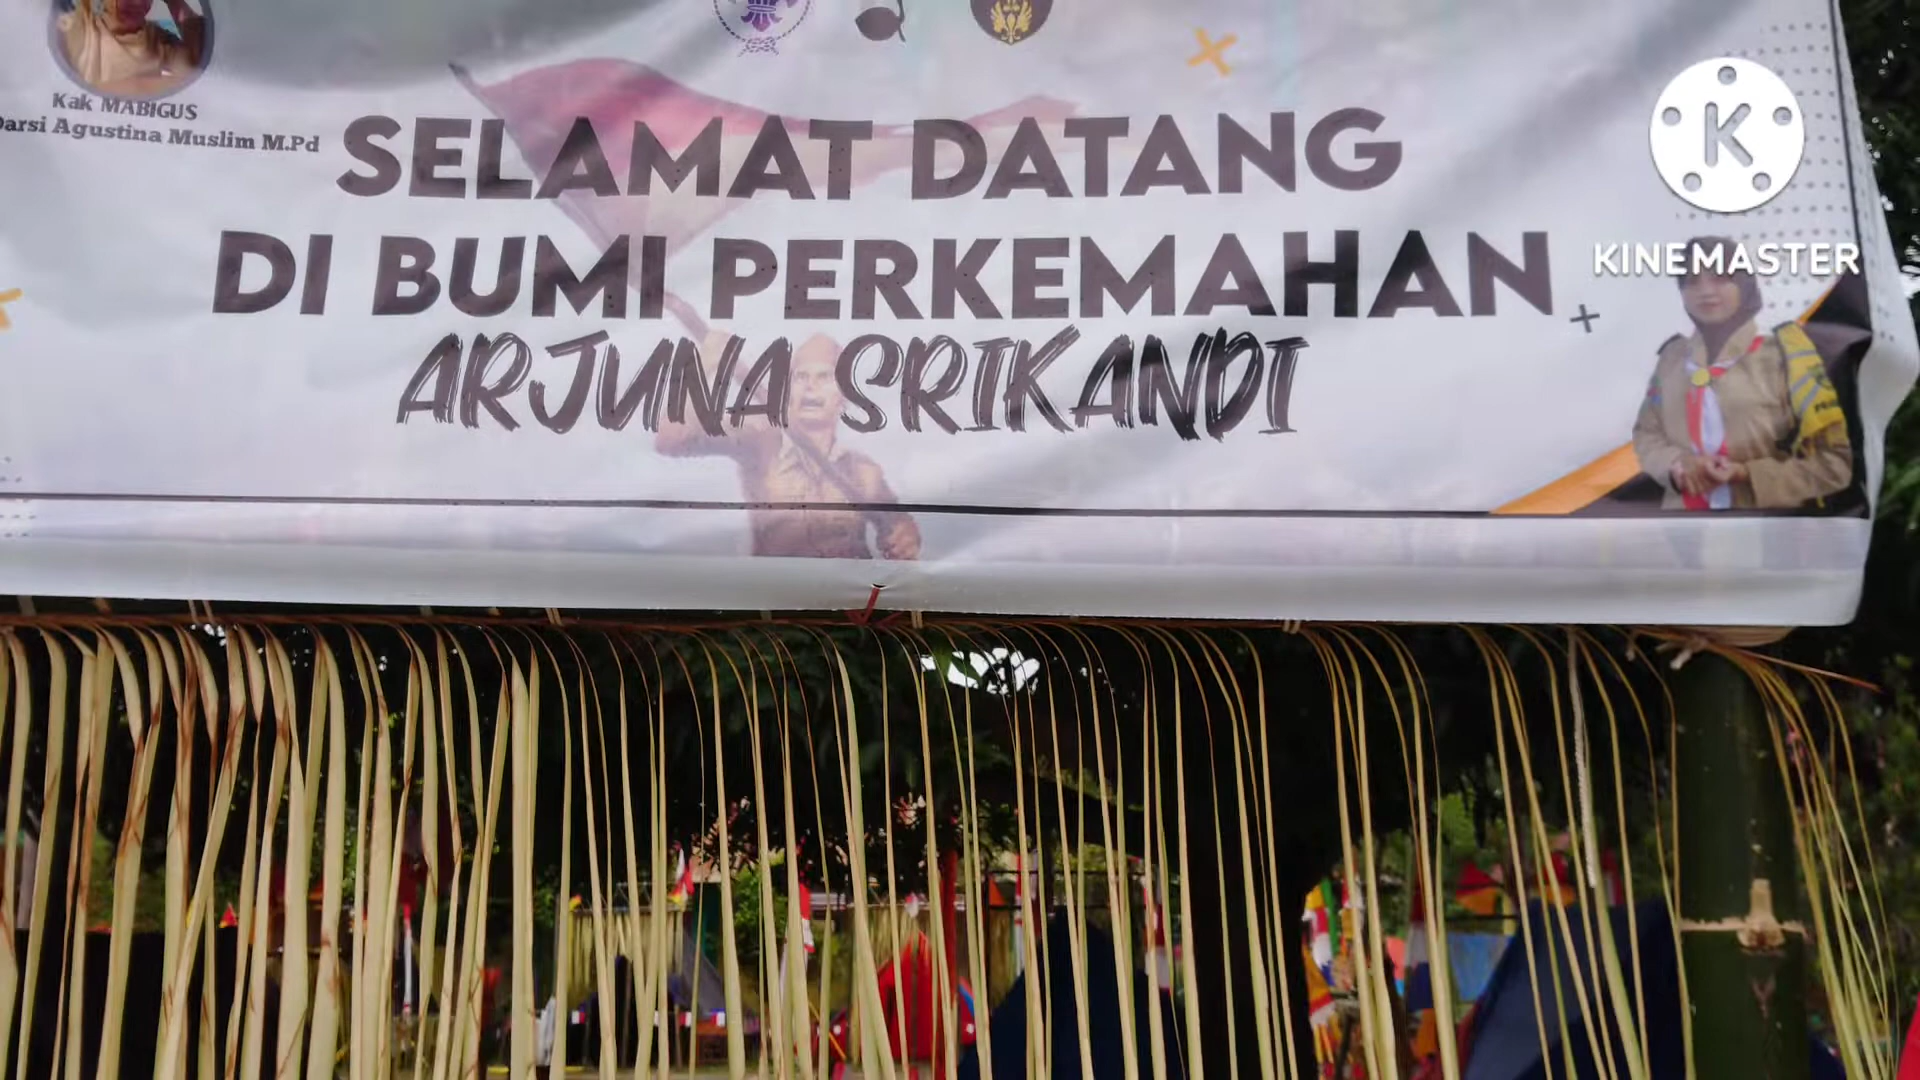 Kak MABIGUS
Darsi Agustina Muslim M.Pd
SELAMAT DATANG
DI BUMI PERKEMAHAN
ARJUNA SRIKANDI
K
KINEMASTER